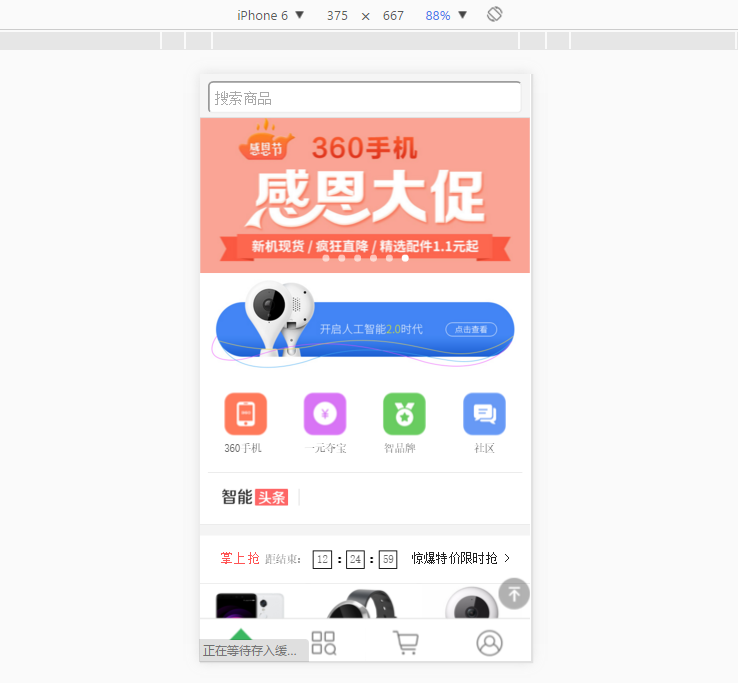 iPhone 6 ▼ 375 × 667 88% ▼
搜索商品
感恩节
360手机
感恩大促
新机现货 / 疯狂直降 / 精选配件1.1元起
开启人工智能2.0时代
点击查看
360手机 一元夺宝 智品牌 社区
智能 头条
掌上抢 距结束: 12 : 24 : 59 惊爆特价限时抢 >
正在等待存入缓...